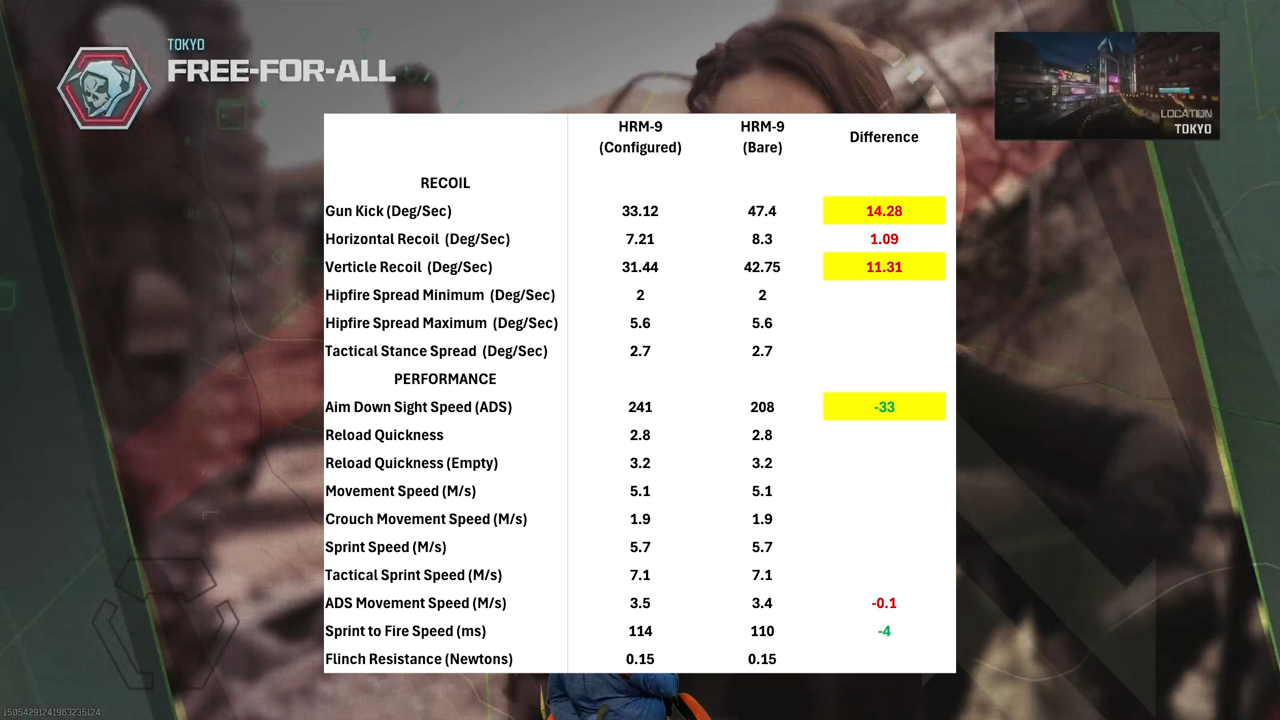 TOKYO
FREE-FOR-ALL
LOCATION
TOKYO
HRM-9 (Configured) HRM-9 (Bare) Difference
RECOIL
Gun Kick (Deg/Sec) 33.12 47.4 14.28
Horizontal Recoil (Deg/Sec) 7.21 8.3 1.09
Verticle Recoil (Deg/Sec) 31.44 42.75 11.31
Hipfire Spread Minimum (Deg/Sec) 2 2
Hipfire Spread Maximum (Deg/Sec) 5.6 5.6
Tactical Stance Spread (Deg/Sec) 2.7 2.7
PERFORMANCE
Aim Down Sight Speed (ADS) 241 208 -33
Reload Quickness 2.8 2.8
Reload Quickness (Empty) 3.2 3.2
Movement Speed (M/s) 5.1 5.1
Crouch Movement Speed (M/s) 1.9 1.9
Sprint Speed (M/s) 5.7 5.7
Tactical Sprint Speed (M/s) 7.1 7.1
ADS Movement Speed (M/s) 3.5 3.4 -0.1
Sprint to Fire Speed (ms) 114 110 -4
Flinch Resistance (Newtons) 0.15 0.15